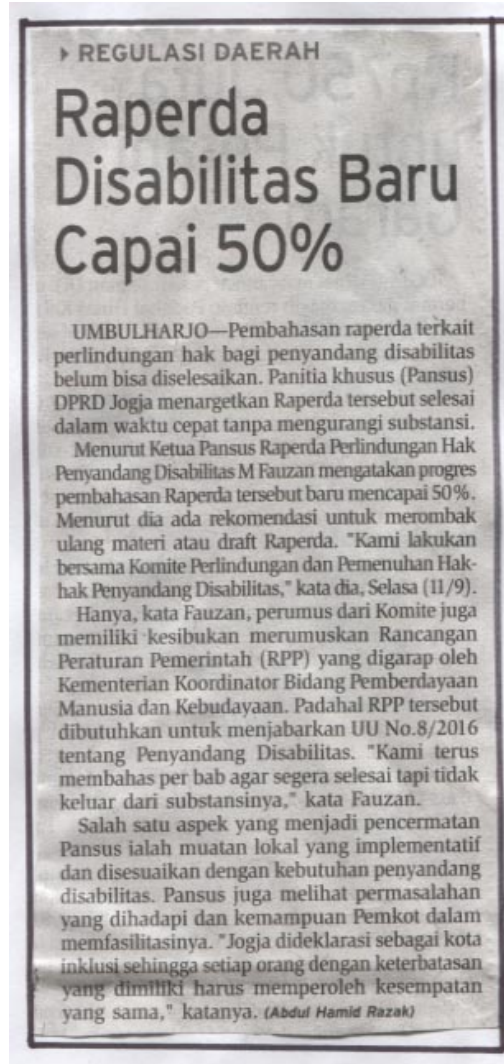 ▸ REGULASI DAERAH
Raperda
Disabilitas Baru
Capai 50%
UMBULHARJO—Pembahasan raperda terkait
perlindungan hak bagi penyandang disabilitas
belum bisa diselesaikan. Panitia khusus (Pansus)
DPRD Jogja menargetkan Raperda tersebut selesai
dalam waktu cepat tanpa mengurangi substansi.
Menurut Ketua Pansus Raperda Perlindungan Hak
Penyandang Disabilitas M Fauzan mengatakan progres
pembahasan Raperda tersebut baru mencapai 50%.
Menurut dia ada rekomendasi untuk merombak
ulang materi atau draft Raperda. "Kami lakukan
bersama Komite Perlindungan dan Pemenuhan Hak-
hak Penyandang Disabilitas," kata dia, Selasa (11/9).
Hanya, kata Fauzan, perumus dari Komite juga
memiliki kesibukan merumuskan Rancangan
Peraturan Pemerintah (RPP) yang digarap oleh
Kementerian Koordinator Bidang Pemberdayaan
Manusia dan Kebudayaan. Padahal RPP tersebut
dibutuhkan untuk menjabarkan UU No.8/2016
tentang Penyandang Disabilitas. "Kami terus
membahas per bab agar segera selesai tapi tidak
keluar dari substansinya," kata Fauzan.
Salah satu aspek yang menjadi pencermatan
Pansus ialah muatan lokal yang implementatif
dan disesuaikan dengan kebutuhan penyandang
disabilitas. Pansus juga melihat permasalahan
yang dihadapi dan kemampuan Pemkot dalam
memfasilitasinya. "Jogja dideklarasi sebagai kota
inklusi sehingga setiap orang dengan keterbatasan
yang dimiliki harus memperoleh kesempatan
yang sama," katanya. (Abdul Hamid Razak)